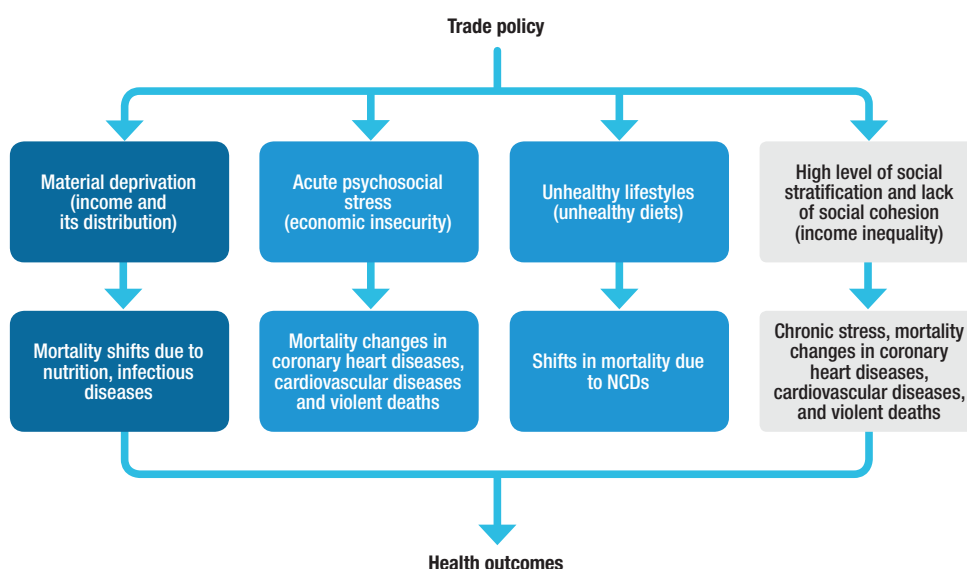 Trade policy
Material deprivation
(income and
its distribution)
Acute psychosocial
stress
(economic insecurity)
Unhealthy lifestyles
(unhealthy diets)
High level of social
stratification and lack
of social cohesion
(income inequality)
Mortality shifts due to
nutrition, infectious
diseases
Mortality changes in
coronary heart diseases,
cardiovascular diseases
and violent deaths
Shifts in mortality due
to NCDs
Chronic stress, mortality
changes in coronary
heart diseases,
cardiovascular diseases,
and violent deaths
Health outcomes